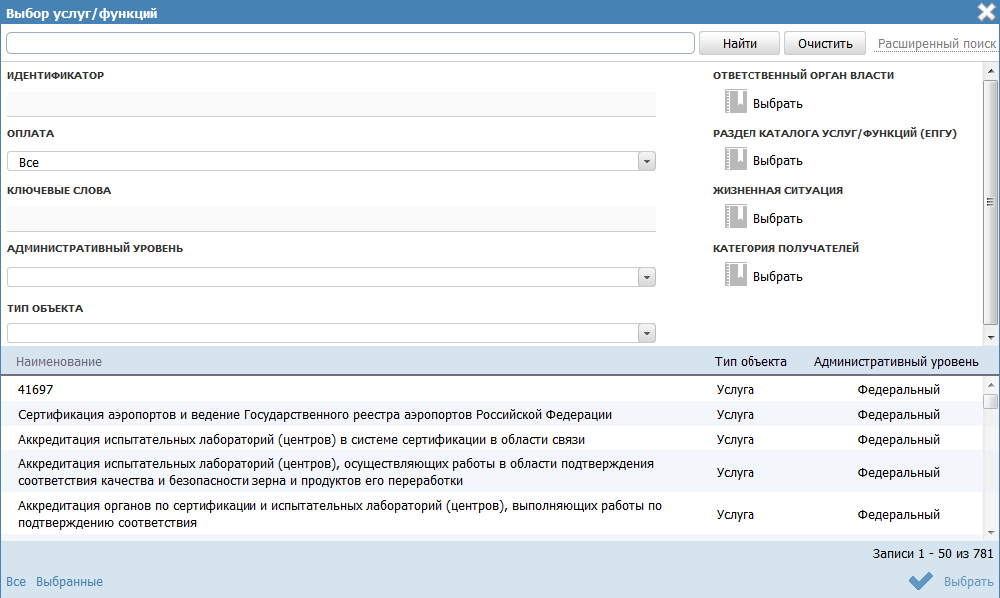 Выбор услуг/функций
Найти
Очистить
Расширенный поиск
ИДЕНТИФИКАТОР
ОТВЕТСТВЕННЫЙ ОРГАН ВЛАСТИ
Выбрать
ОПЛАТА
РАЗДЕЛ КАТАЛОГА УСЛУГ/ФУНКЦИЙ (ЕПГУ)
Все
Выбрать
КЛЮЧЕВЫЕ СЛОВА
ЖИЗНЕННАЯ СИТУАЦИЯ
Выбрать
АДМИНИСТРАТИВНЫЙ УРОВЕНЬ
КАТЕГОРИЯ ПОЛУЧАТЕЛЕЙ
Выбрать
ТИП ОБЪЕКТА
Наименование Тип объекта Административный уровень
41697 Услуга Федеральный
Сертификация аэропортов и ведение Государственного реестра аэропортов Российской Федерации Услуга Федеральный
Аккредитация испытательных лабораторий (центров) в системе сертификации в области связи Услуга Федеральный
Аккредитация испытательных лабораторий (центров), осуществляющих работы в области подтверждения
соответствия качества и безопасности зерна и продуктов его переработки
Услуга Федеральный
Аккредитация органов по сертификации и испытательных лабораторий (центров), выполняющих работы по
подтверждению соответствия
Услуга Федеральный
Записи 1 - 50 из 781
Все Выбранные
Выбрать